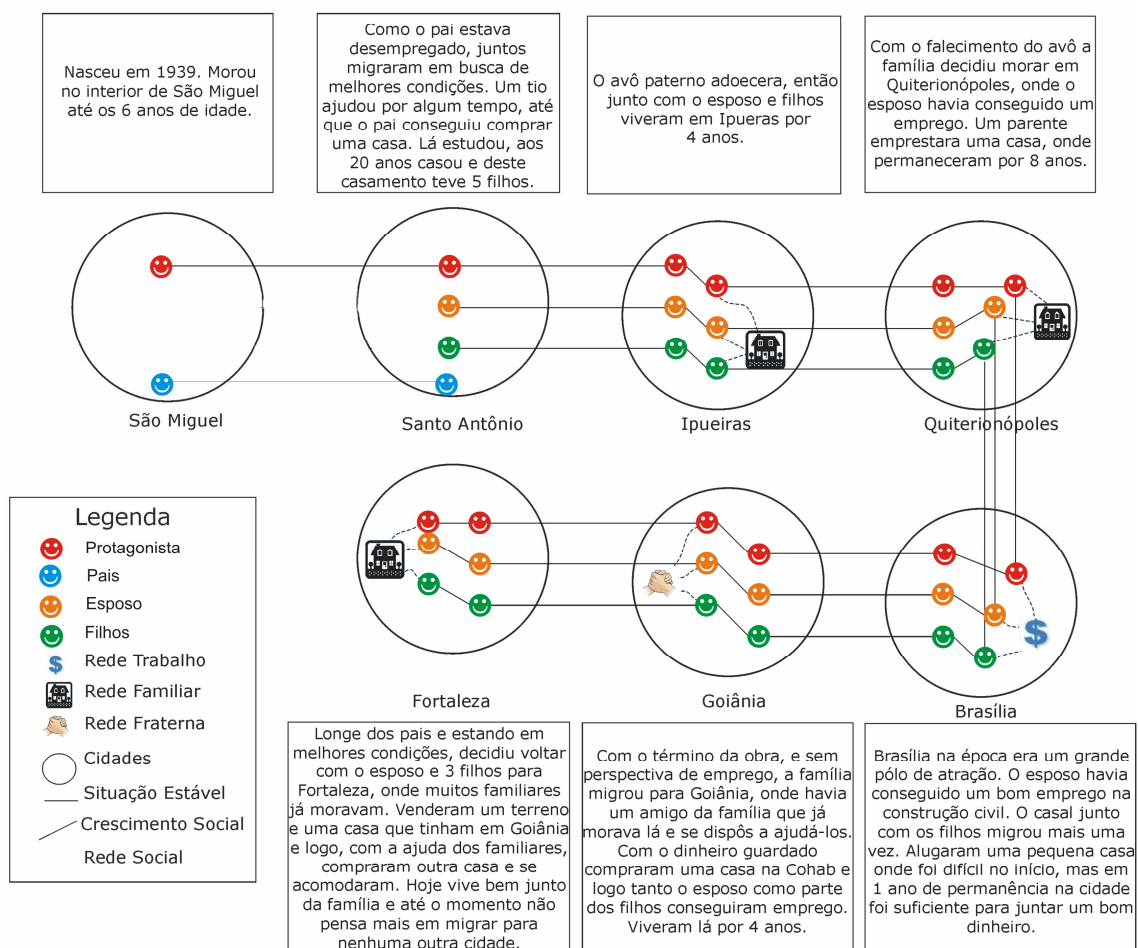 Nasceu em 1939. Morou
no interior de São Miguel
até os 6 anos de idade.
Como o pai estava
desempregado, juntos
migraram em busca de
melhores condições. Um tio
ajudou por algum tempo, até
que o pai conseguiu comprar
uma casa. Lá estudou, aos
20 anos casou e deste
casamento teve 5 filhos.
O avô paterno adoecera, então
junto com o esposo e filhos
viveram em Ipueras por
4 anos.
Com o falecimento do avô a
família decidiu morar em
Quiterionópoles, onde o
esposo havia conseguido um
emprego. Um parente
emprestara uma casa, onde
permaneceram por 8 anos.
São Miguel
Santo Antônio
Ipueiras
Quiterionópoles
Legenda
Protagonista
Pais
Esposo
Filhos
$ Rede Trabalho
Rede Familiar
Rede Fraterna
Cidades
Situação Estável
Crescimento Social
Rede Social
$
Fortaleza
Goiânia
Brasília
Longe dos pais e estando em
melhores condições, decidiu voltar
com o esposo e 3 filhos para
Fortaleza, onde muitos familiares
já moravam. Venderam um terreno
e uma casa que tinham em Goiânia
e logo, com a ajuda dos familiares,
compraram outra casa e se
acomodaram. Hoje vive bem junto
da família e até o momento não
pensa mais em migrar para
nenhuma outra cidade.
Com o término da obra, e sem
perspectiva de emprego, a família
migrou para Goiânia, onde havia
um amigo da família que já
morava lá e se dispôs a ajudá-los.
Com o dinheiro guardado
compraram uma casa na Cohab e
logo tanto o esposo como parte
dos filhos conseguiram emprego.
Viveram lá por 4 anos.
Brasília na época era um grande
pólo de atração. O esposo havia
conseguido um bom emprego na
construção civil. O casal junto
com os filhos migrou mais uma
vez. Alugaram uma pequena casa
onde foi difícil no início, mas em
1 ano de permanência na cidade
foi suficiente para juntar um bom
dinheiro.